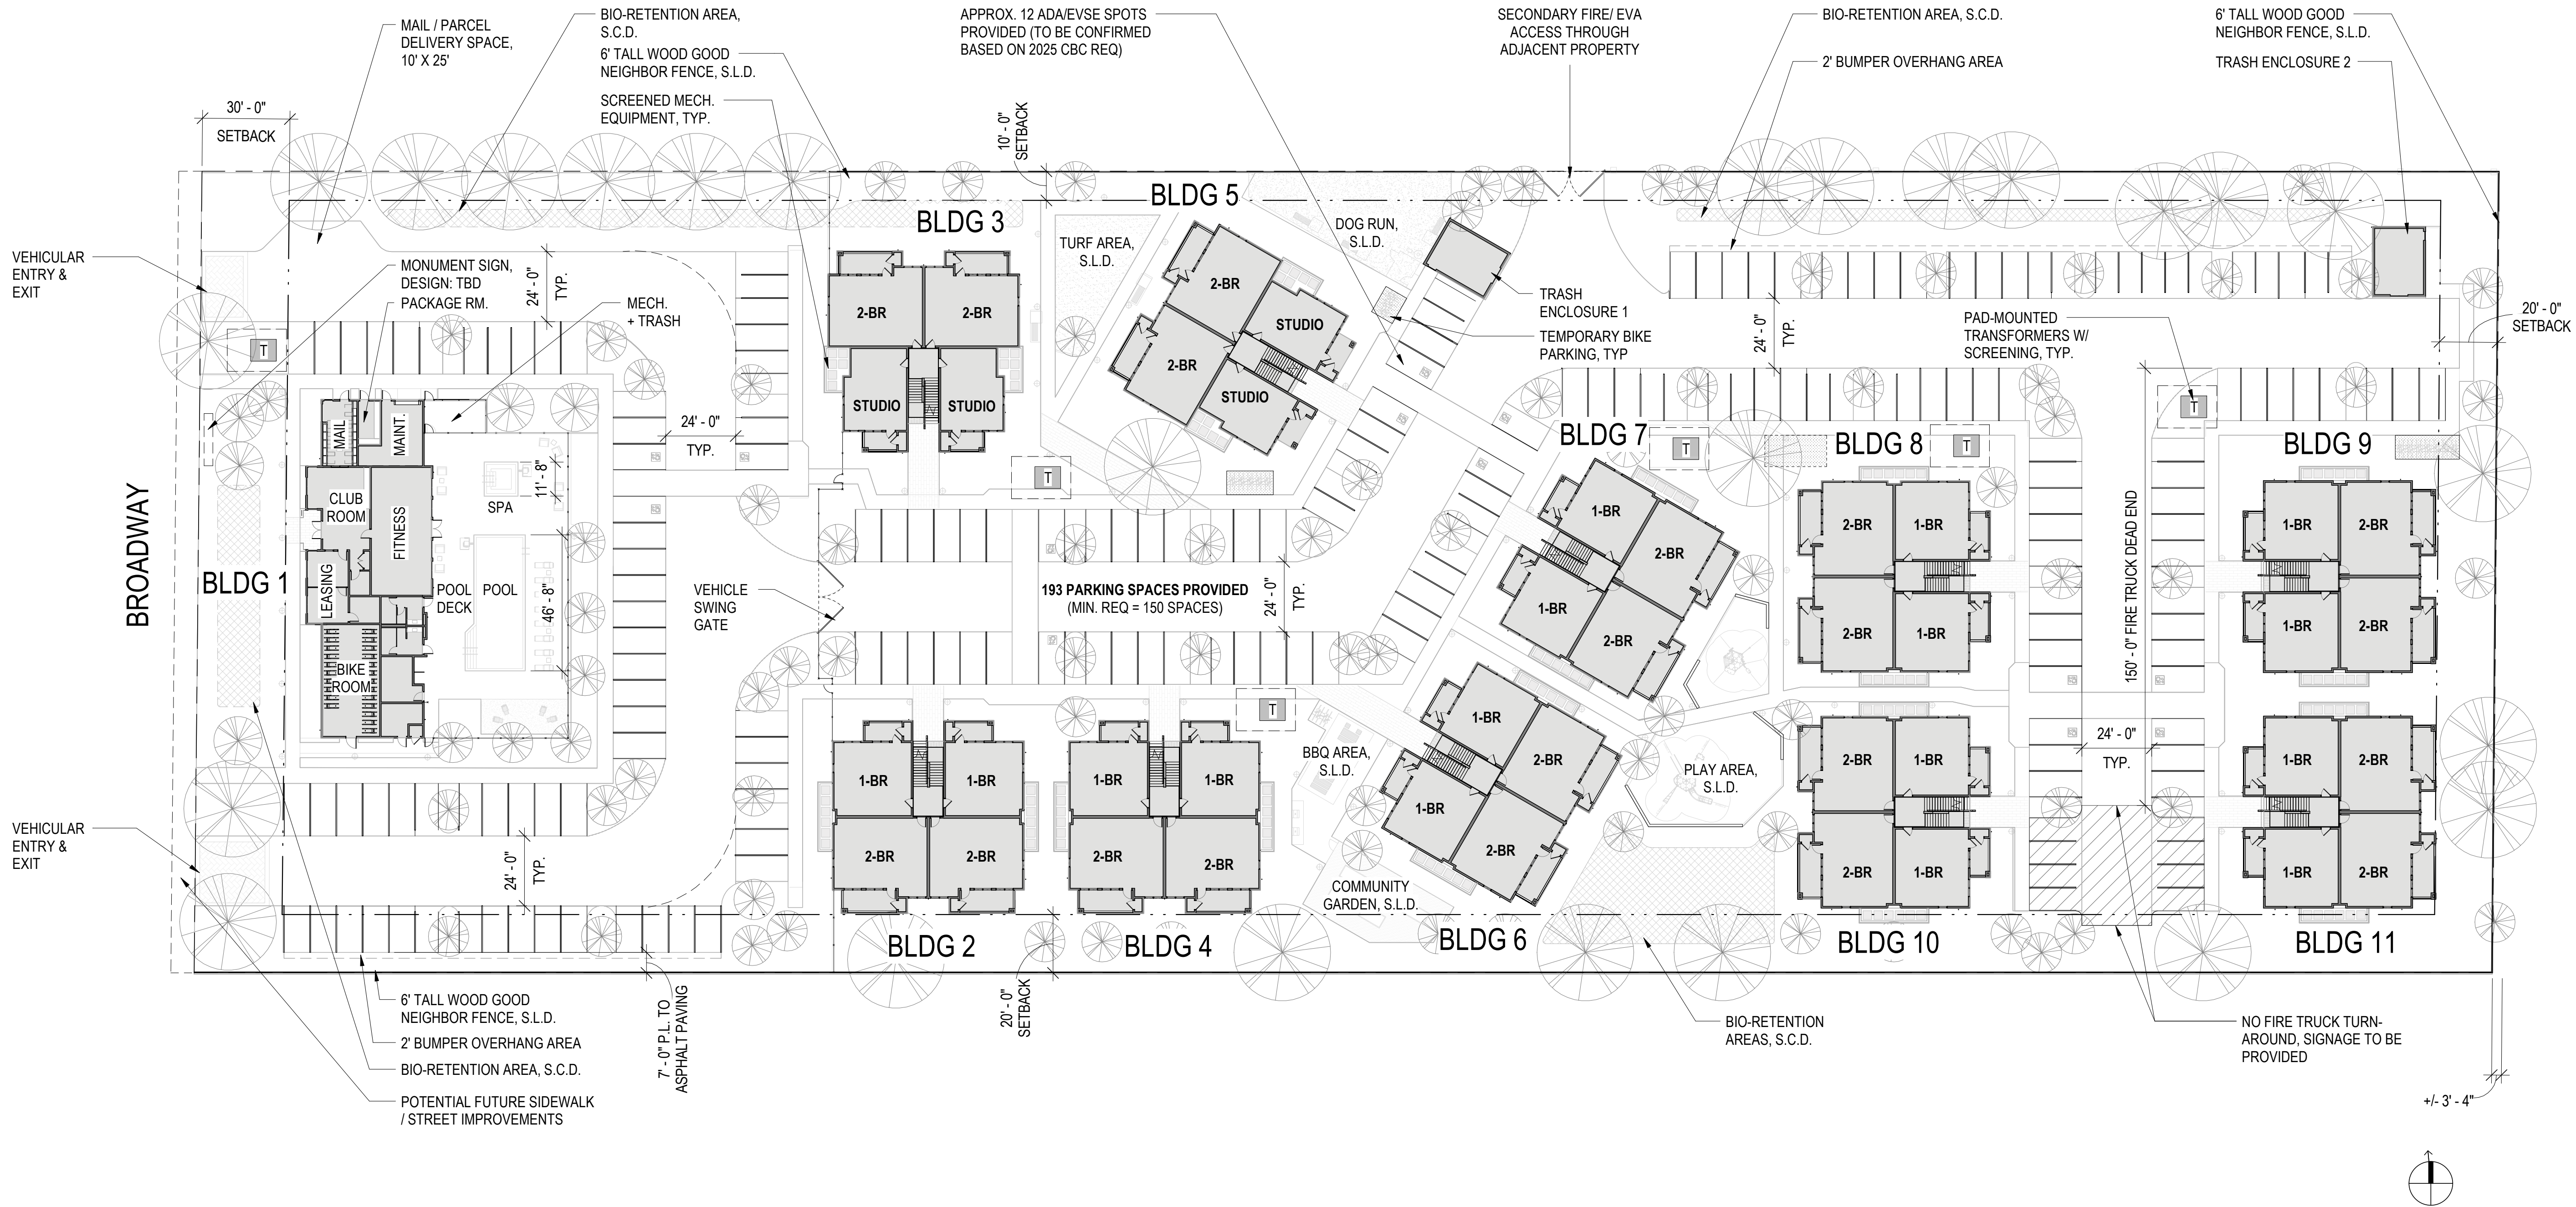 MAIL / PARCEL
DELIVERY SPACE,
10' X 25'
BIO-RETENTION AREA,
S.C.D.
6' TALL WOOD GOOD
NEIGHBOR FENCE, S.L.D.
SCREENED MECH.
EQUIPMENT, TYP.
APPROX. 12 ADA/EVSE SPOTS
PROVIDED (TO BE CONFIRMED
BASED ON 2025 CBC REQ)
SECONDARY FIRE/ EVA
ACCESS THROUGH
ADJACENT PROPERTY
BIO-RETENTION AREA, S.C.D.
2' BUMPER OVERHANG AREA
6' TALL WOOD GOOD
NEIGHBOR FENCE, S.L.D.
TRASH ENCLOSURE 2
30' - 0"
SETBACK
10' - 0"
SETBACK
BLDG 3
BLDG 5
TURF AREA,
S.L.D.
DOG RUN,
S.L.D.
VEHICULAR
ENTRY &
EXIT
MONUMENT SIGN,
DESIGN: TBD
PACKAGE RM.
24' - 0"
TYP.
MECH.
+ TRASH
2-BR
2-BR
STUDIO
STUDIO
2-BR
STUDIO
2-BR
STUDIO
TRASH
ENCLOSURE 1
TEMPORARY BIKE
PARKING, TYP
24' - 0"
TYP.
PAD-MOUNTED
TRANSFORMERS W/
SCREENING, TYP.
20' - 0"
SETBACK
T
T
T
T
T
T
24' - 0"
TYP.
MAIL
MAINT.
CLUB
ROOM
FITNESS
LEASING
BIKE
ROOM
11' - 8"
SPA
POOL
DECK
POOL
46' - 8"
BROADWAY
BLDG 1
VEHICLE
SWING
GATE
193 PARKING SPACES PROVIDED
(MIN. REQ = 150 SPACES)
24' - 0"
TYP.
BLDG 7
1-BR
2-BR
1-BR
2-BR
BLDG 8
2-BR
1-BR
2-BR
1-BR
150' - 0" FIRE TRUCK DEAD END
BLDG 9
1-BR
2-BR
1-BR
2-BR
24' - 0"
TYP.
1-BR
1-BR
2-BR
2-BR
BLDG 2
1-BR
1-BR
2-BR
2-BR
BLDG 4
BBQ AREA,
S.L.D.
COMMUNITY
GARDEN, S.L.D.
1-BR
2-BR
1-BR
2-BR
BLDG 6
PLAY AREA,
S.L.D.
2-BR
1-BR
2-BR
1-BR
BLDG 10
1-BR
2-BR
1-BR
2-BR
BLDG 11
VEHICULAR
ENTRY &
EXIT
24' - 0"
TYP.
6' TALL WOOD GOOD
NEIGHBOR FENCE, S.L.D.
2' BUMPER OVERHANG AREA
BIO-RETENTION AREA, S.C.D.
POTENTIAL FUTURE SIDEWALK
/ STREET IMPROVEMENTS
7' - 0" P.L. TO
ASPHALT PAVING
20' - 0"
SETBACK
BIO-RETENTION
AREAS, S.C.D.
NO FIRE TRUCK TURN-
AROUND, SIGNAGE TO BE
PROVIDED
+/- 3' - 4"